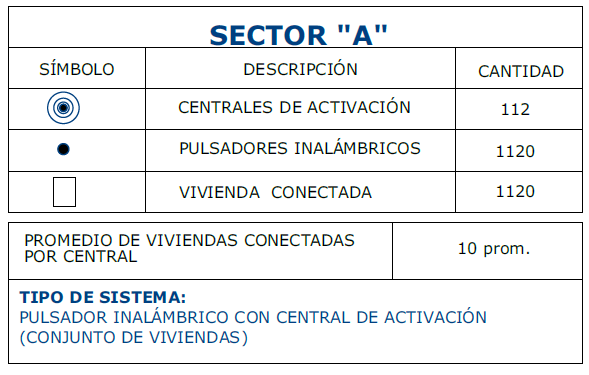 SECTOR "A"
SÍMBOLO DESCRIPCIÓN CANTIDAD
CENTRALES DE ACTIVACIÓN 112
PULSADORES INALÁMBRICOS 1120
VIVIENDA CONECTADA 1120
PROMEDIO DE VIVIENDAS CONECTADAS
POR CENTRAL
10 prom.
TIPO DE SISTEMA:
PULSADOR INALÁMBRICO CON CENTRAL DE ACTIVACIÓN
(CONJUNTO DE VIVIENDAS)